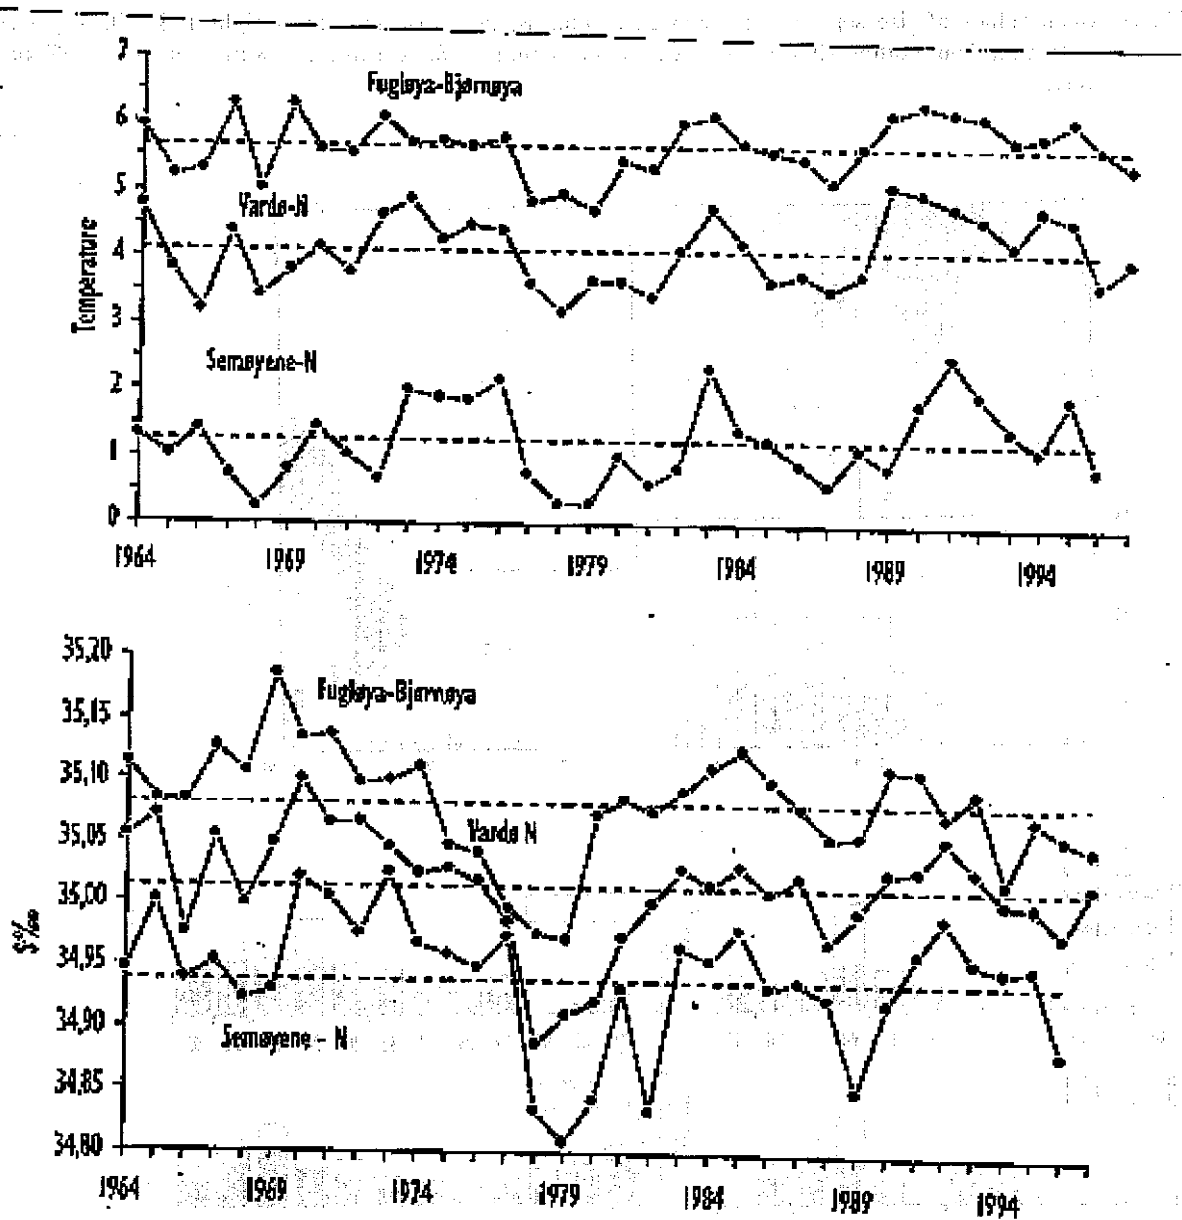 7
Fugløya-Bjørnøya
6
5
Vardø-N
4
Temperature
3
Semøyene-N
2
1
0
1964 1969 1974 1979 1984 1989 1994
35,20
Fugløya-Bjørnøya
35,15
35,10
35,05
Vardø N
35,00
S‰
34,95
34,90
Semøyene - N
34,85
34,80
1964 1969 1974 1979 1984 1989 1994